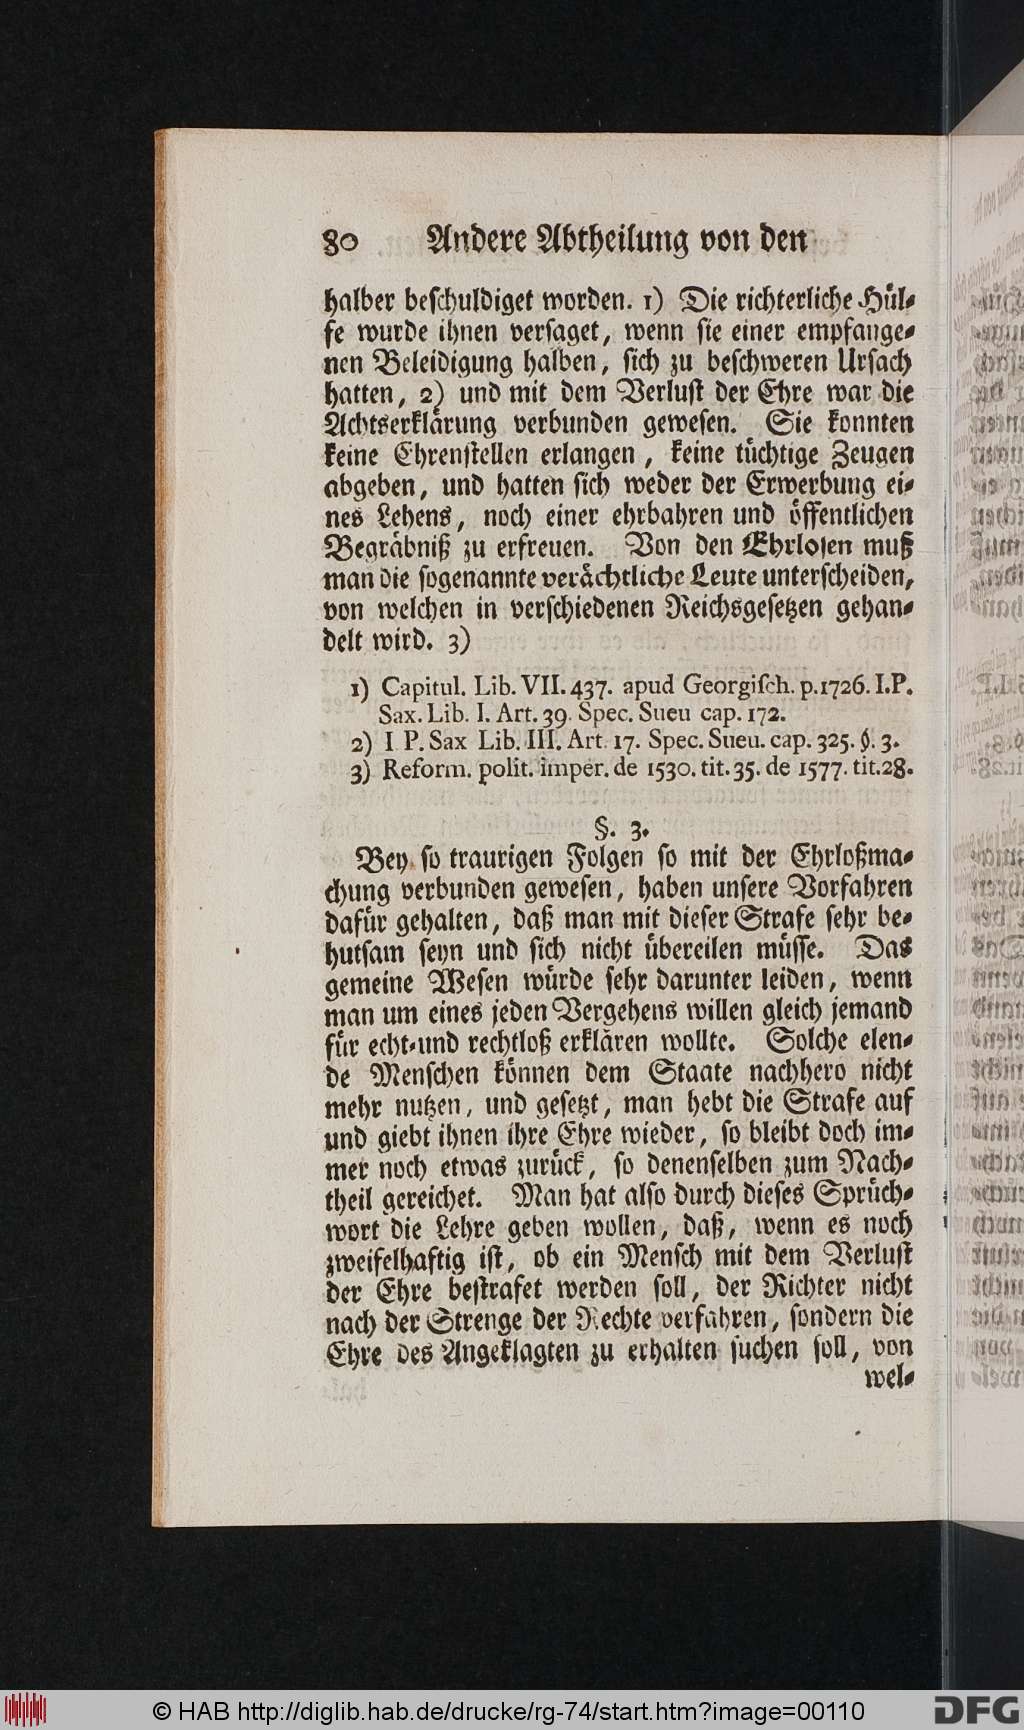 80 Andere Abtheilung von den
halber beschuldiget worden. 1) Die richterliche Hül-
fe wurde ihnen versaget, wenn sie einer empfange-
nen Beleidigung halben, sich zu beschweren Ursach
hatten, 2) und mit dem Verlust der Ehre war die
Achtserklärung verbunden gewesen. Sie konnten
keine Ehrenstellen erlangen, keine tüchtige Zeugen
abgeben, und hatten sich weder der Erwerbung ei-
nes Lehens, noch einer ehrbahren und öffentlichen
Begräbniß zu erfreuen. Von den Ehrlosen muß
man die sogenannte verächtliche Leute unterscheiden,
von welchen in verschiedenen Reichsgesetzen gehan-
delt wird. 3)
1) Capitul. Lib. VII. 437. apud Georgisch. p. 1726. I. P.
Sax. Lib. I. Art. 39. Spec. Sueu cap. 172.
2) I P. Sax Lib. III. Art. 17. Spec. Sueu. cap. 325. §. 3.
3) Reform. polit. imper. de 1530. tit. 35. de 1577. tit. 28.
§. 3.
Bey so traurigen Folgen so mit der Ehrloßma-
chung verbunden gewesen, haben unsere Vorfahren
dafür gehalten, daß man mit dieser Strafe sehr be-
hutsam seyn und sich nicht übereilen müsse. Das
gemeine Wesen würde sehr darunter leiden, wenn
man um eines jeden Vergehens willen gleich jemand
für echt-und rechtloß erklären wollte. Solche elen-
de Menschen können dem Staate nachhero nicht
mehr nutzen, und gesetzt, man hebt die Strafe auf
und giebt ihnen ihre Ehre wieder, so bleibt doch im-
mer noch etwas zurück, so denenselben zum Nach-
theil gereichet. Man hat also durch dieses Sprüch-
wort die Lehre geben wollen, daß, wenn es noch
zweifelhaftig ist, ob ein Mensch mit dem Verlust
der Ehre bestrafet werden soll, der Richter nicht
nach der Strenge der Rechte verfahren, sondern die
Ehre des Angeklagten zu erhalten suchen soll, von
wel-
© HAB http://diglib.hab.de/drucke/rg-74/start.htm?image=00110
DFG